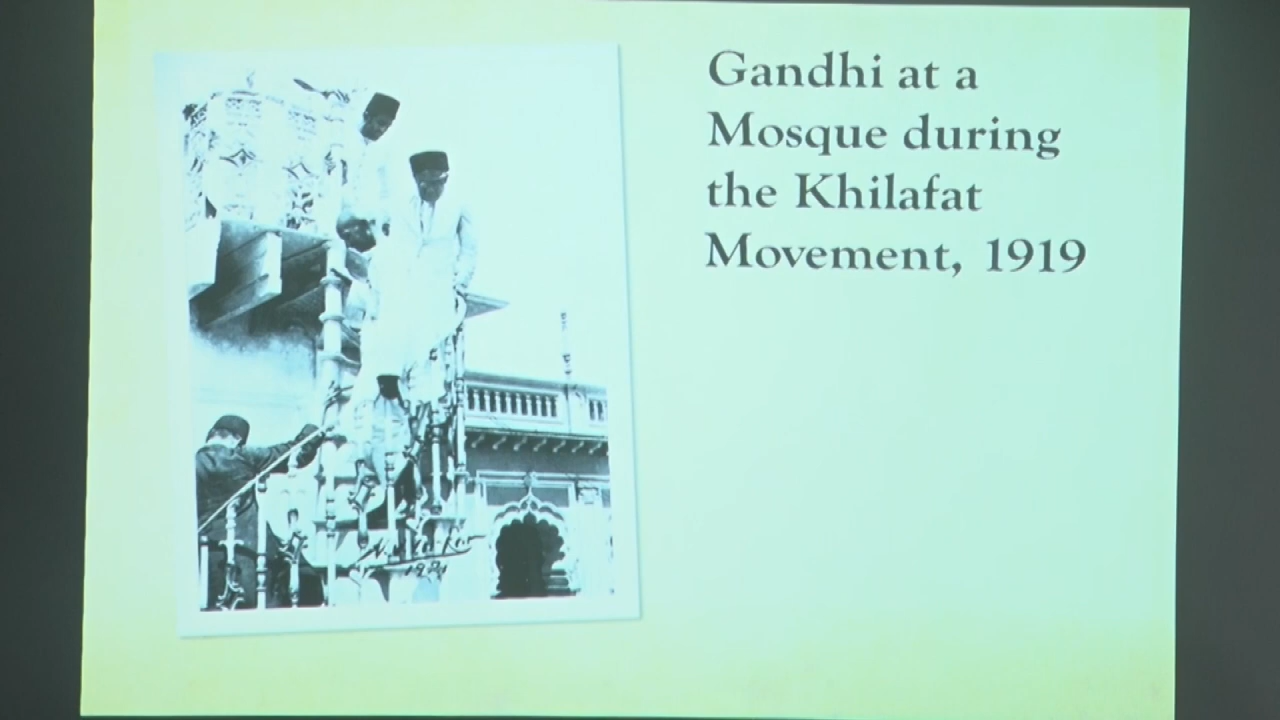 Gandhi at a
Mosque during
the Khilafat
Movement, 1919